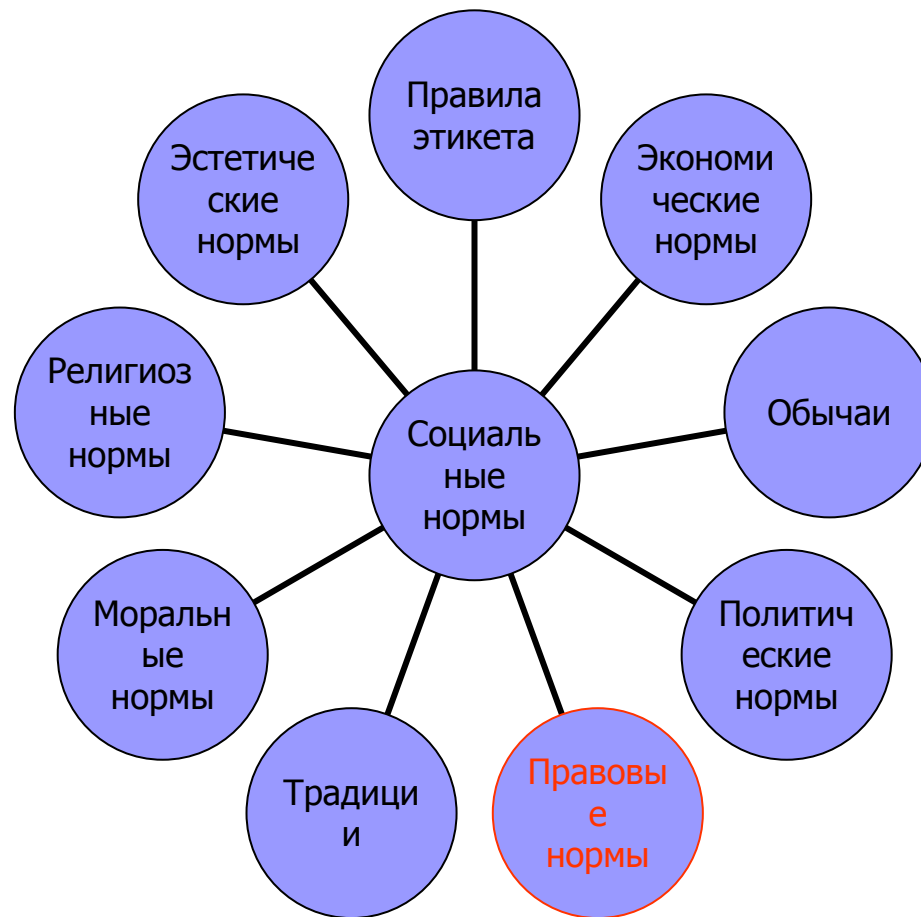 Правила
этикета
Экономи
ческие
нормы
Обычаи
Политич
еские
нормы
Правовы
е
нормы
Традици
и
Моральн
ые
нормы
Религиоз
ные
нормы
Эстетиче
ские
нормы
Социаль
ные
нормы